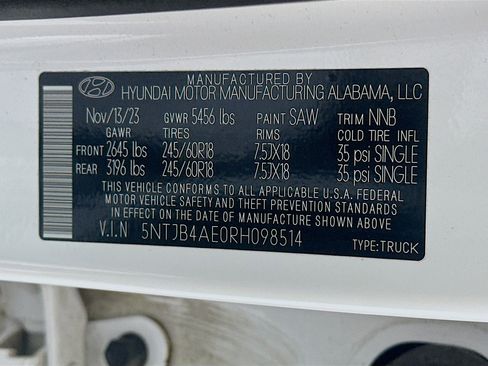 MANUFACTURED BY
HYUNDAI MOTOR MANUFACTURING ALABAMA, LLC
Nov/13/23 GVWR 5456 lbs PAINT SAW TRIM NNB
GAWR TIRES RIMS COLD TIRE INFL
FRONT 2645 lbs 245/60R18 7.5JX18 35 psi SINGLE
REAR 3196 lbs 245/60R18 7.5JX18 35 psi SINGLE
THIS VEHICLE CONFORMS TO ALL APPLICABLE U.S.A. FEDERAL
MOTOR VEHICLE SAFETY AND THEFT PREVENTION STANDARDS
IN EFFECT ON THE DATE OF MANUFACTURE SHOWN ABOVE.
V.I.N 5NTJB4AE0RH098514 TYPE:TRUCK